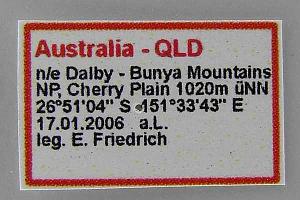 Australia - QLD
n/e Dalby - Bunya Mountains
NP, Cherry Plain 1020m üNN
26°51'04" S 151°33'43" E
17.01.2006 a.L.
leg. E. Friedrich